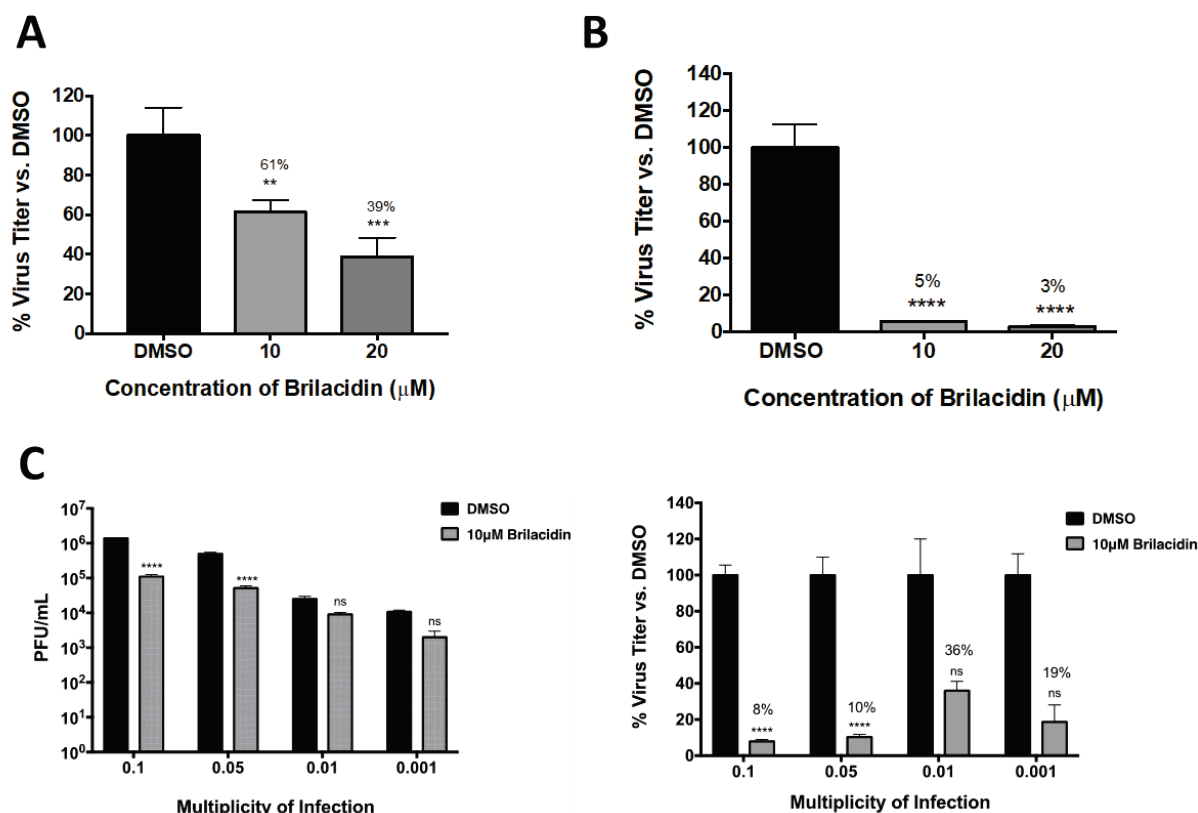 A
% Virus Titer vs. DMSO
120
100
80
60
40
20
0
61%
**
39%
***
DMSO
10
20
Concentration of Brilacidin (μM)
B
% Virus Titer vs. DMSO
140
120
100
80
60
40
20
0
5%
****
3%
****
DMSO
10
20
Concentration of Brilacidin (μM)
C
PFU/mL
10⁷
10⁶
10⁵
10⁴
10³
10²
10¹
10⁰
DMSO
10μM Brilacidin
****
****
ns
ns
0.1
0.05
0.01
0.001
Multiplicity of Infection
% Virus Titer vs. DMSO
140
120
100
80
60
40
20
0
DMSO
10μM Brilacidin
8%
****
10%
****
36%
ns
19%
ns
0.1
0.05
0.01
0.001
Multiplicity of Infection